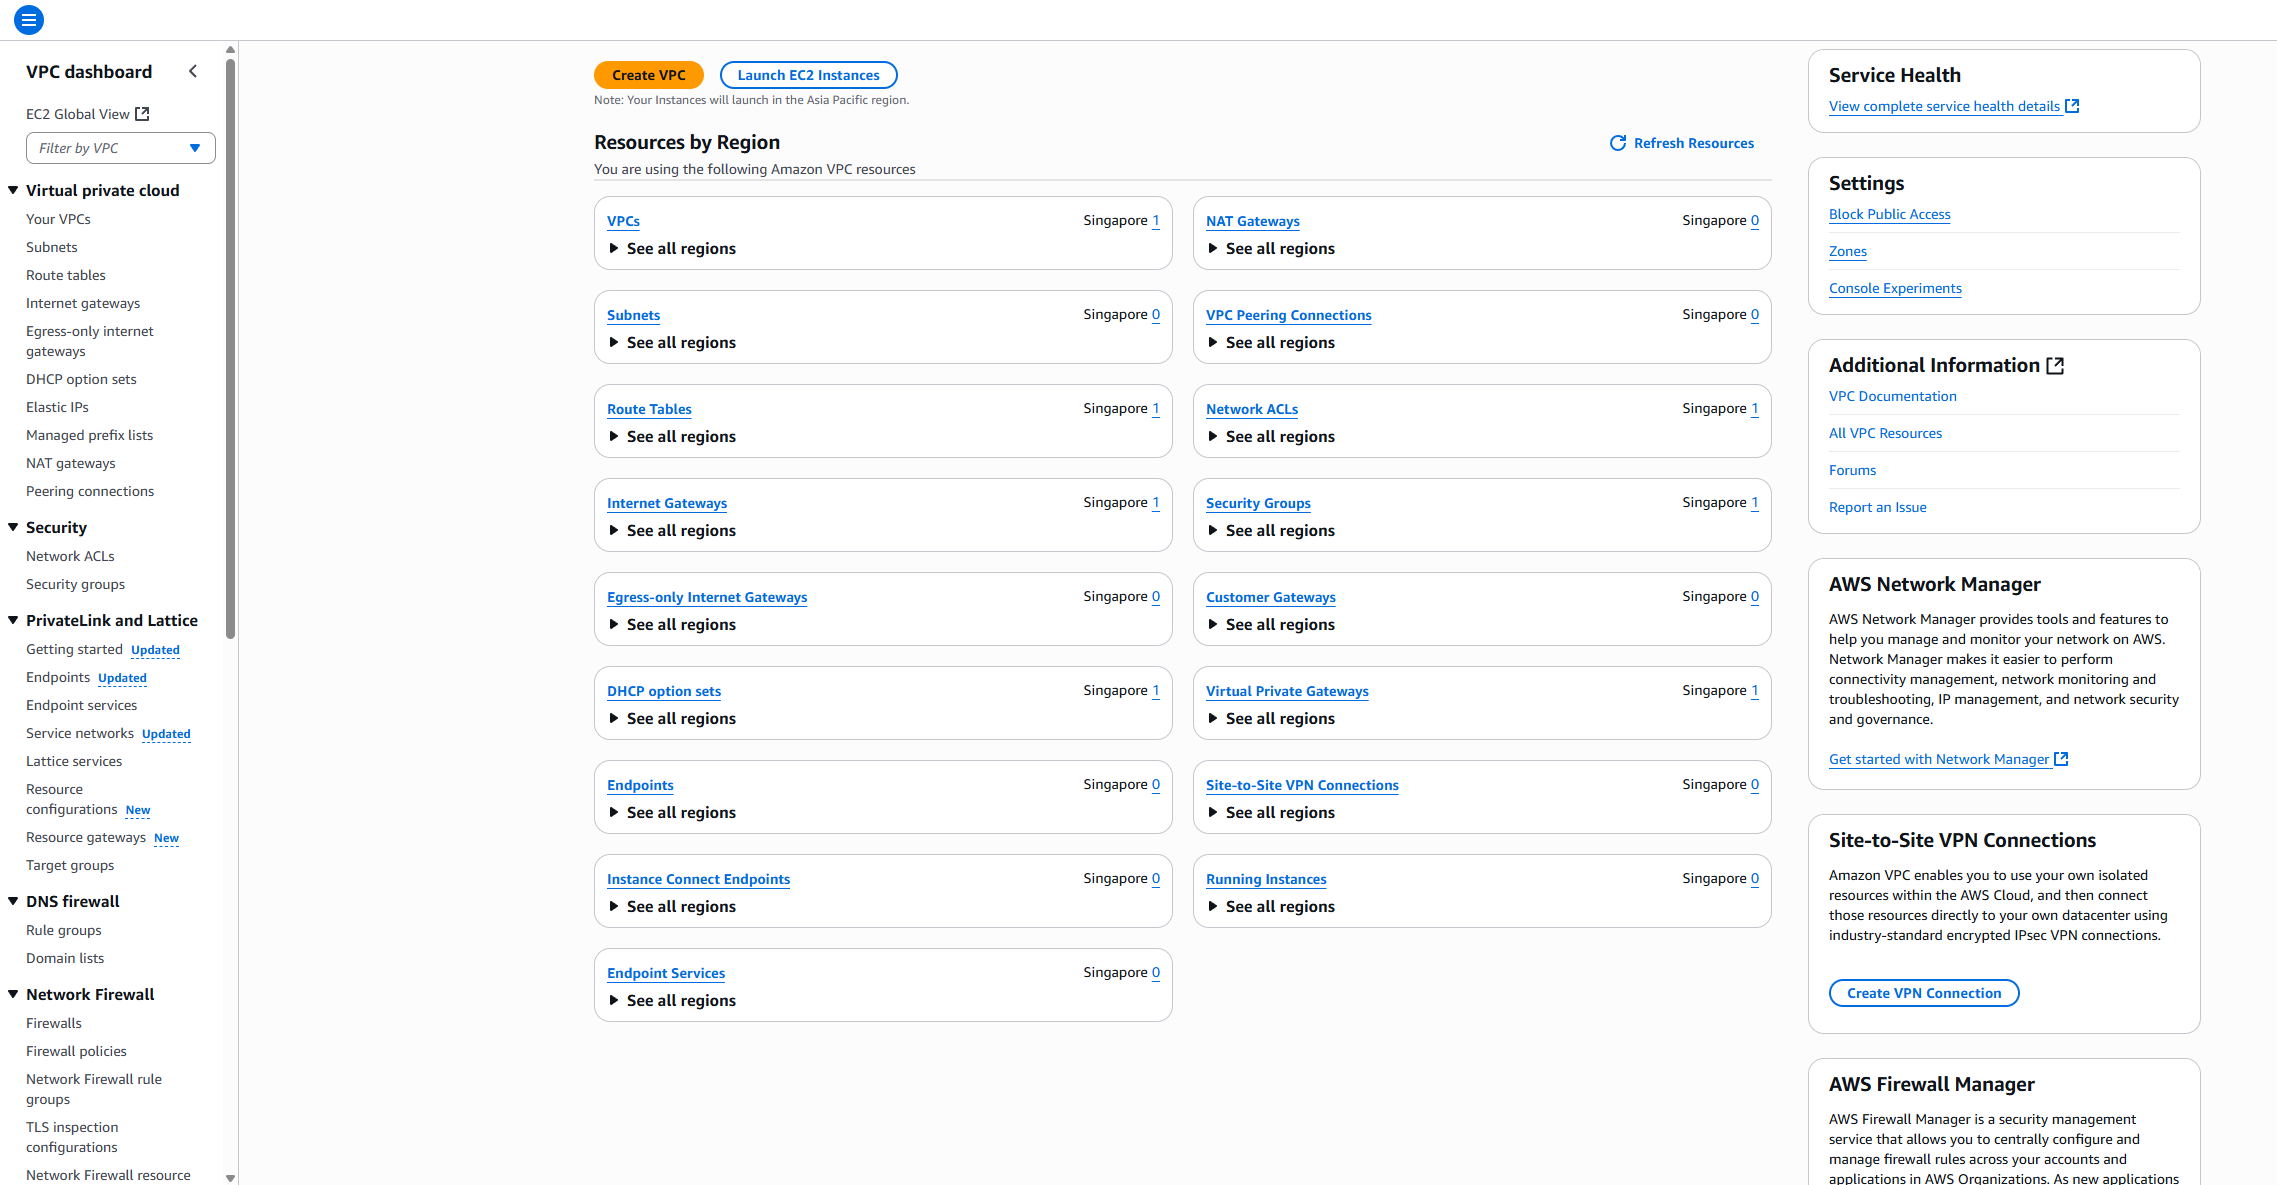 VPC dashboard
EC2 Global View
Filter by VPC
Virtual private cloud
Your VPCs
Subnets
Route tables
Internet gateways
Egress-only internet
gateways
DHCP option sets
Elastic IPs
Managed prefix lists
NAT gateways
Peering connections
Security
Network ACLs
Security groups
PrivateLink and Lattice
Getting started Updated
Endpoints Updated
Endpoint services
Service networks Updated
Lattice services
Resource
configurations New
Resource gateways New
Target groups
DNS firewall
Rule groups
Domain lists
Network Firewall
Firewalls
Firewall policies
Network Firewall rule
groups
TLS inspection
configurations
Network Firewall resource
Create VPC Launch EC2 Instances
Note: Your Instances will launch in the Asia Pacific region.
Resources by Region
Refresh Resources
You are using the following Amazon VPC resources
VPCs Singapore 1
See all regions
NAT Gateways Singapore 0
See all regions
Subnets Singapore 0
See all regions
VPC Peering Connections Singapore 0
See all regions
Route Tables Singapore 1
See all regions
Network ACLs Singapore 1
See all regions
Internet Gateways Singapore 1
See all regions
Security Groups Singapore 1
See all regions
Egress-only Internet Gateways Singapore 0
See all regions
Customer Gateways Singapore 0
See all regions
DHCP option sets Singapore 1
See all regions
Virtual Private Gateways Singapore 1
See all regions
Endpoints Singapore 0
See all regions
Site-to-Site VPN Connections Singapore 0
See all regions
Instance Connect Endpoints Singapore 0
See all regions
Running Instances Singapore 0
See all regions
Endpoint Services Singapore 0
See all regions
Service Health
View complete service health details
Settings
Block Public Access
Zones
Console Experiments
Additional Information
VPC Documentation
All VPC Resources
Forums
Report an Issue
AWS Network Manager
AWS Network Manager provides tools and features to
help you manage and monitor your network on AWS.
Network Manager makes it easier to perform
connectivity management, network monitoring and
troubleshooting, IP management, and network security
and governance.
Get started with Network Manager
Site-to-Site VPN Connections
Amazon VPC enables you to use your own isolated
resources within the AWS Cloud, and then connect
those resources directly to your own datacenter using
industry-standard encrypted IPsec VPN connections.
Create VPN Connection
AWS Firewall Manager
AWS Firewall Manager is a security management
service that allows you to centrally configure and
manage firewall rules across your accounts and
applications in AWS Organizations. As new applications